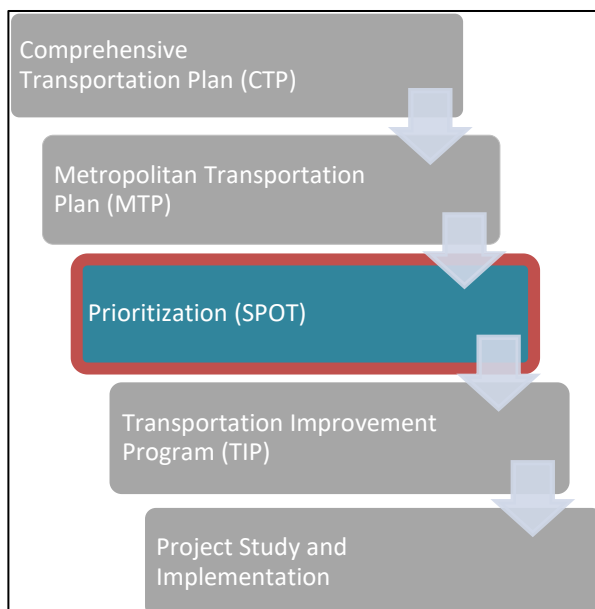 Comprehensive
Transportation Plan (CTP)
Metropolitan Transportation
Plan (MTP)
Prioritization (SPOT)
Transportation Improvement
Program (TIP)
Project Study and
Implementation